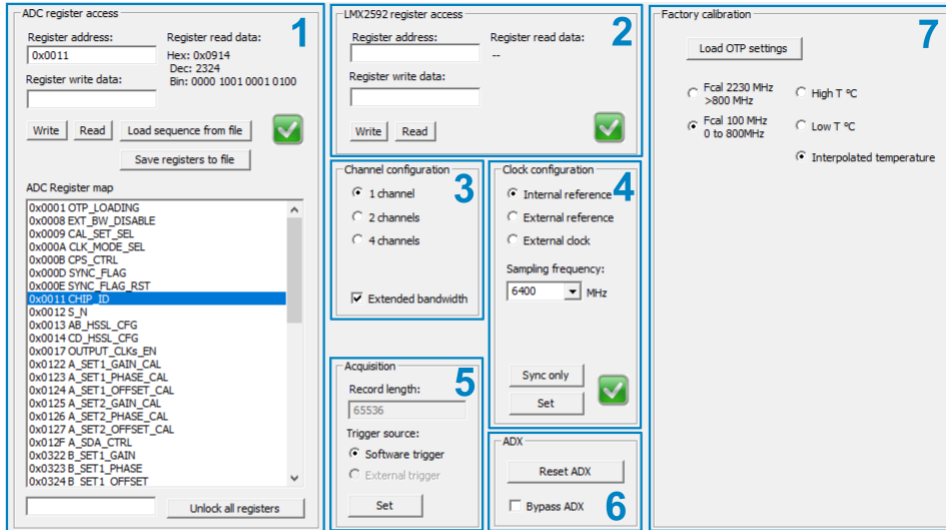 ADC register access
1
Register address:
0x0011
Register read data:
Hex: 0x0914
Dec: 2324
Bin: 0000 1001 0001 0100
Register write data:
Write
Read
Load sequence from file
Save registers to file
ADC Register map
0x0001 OTP_LOADING
0x0008 EXT_BW_DISABLE
0x0009 CAL_SET_SEL
0x000A CLK_MODE_SEL
0x000B CPS_CTRL
0x000D SYNC_FLAG
0x000E SYNC_FLAG_RST
0x0011 CHIP_ID
0x0012 S_N
0x0013 AB_HSSL_CFG
0x0014 CD_HSSL_CFG
0x0017 OUTPUT_CLKs_EN
0x0122 A_SET1_GAIN_CAL
0x0123 A_SET1_PHASE_CAL
0x0124 A_SET1_OFFSET_CAL
0x0125 A_SET2_GAIN_CAL
0x0126 A_SET2_PHASE_CAL
0x0127 A_SET2_OFFSET_CAL
0x012F A_SDA_CTRL
0x0322 B_SET1_GAIN
0x0323 B_SET1_PHASE
0x0324 B_SET1_OFFSET
Unlock all registers
LMX2592 register access
2
Register address:
Register read data:
--
Register write data:
Write
Read
Channel configuration
3
1 channel
2 channels
4 channels
Extended bandwidth
Clock configuration
4
Internal reference
External reference
External clock
Sampling frequency:
6400
MHz
Sync only
Set
Acquisition
5
Record length:
65536
Trigger source:
Software trigger
External trigger
Set
ADX
Reset ADX
Bypass ADX
6
Factory calibration
7
Load OTP settings
Fcal 2230 MHz
>800 MHz
High T ºC
Fcal 100 MHz
0 to 800MHz
Low T ºC
Interpolated temperature